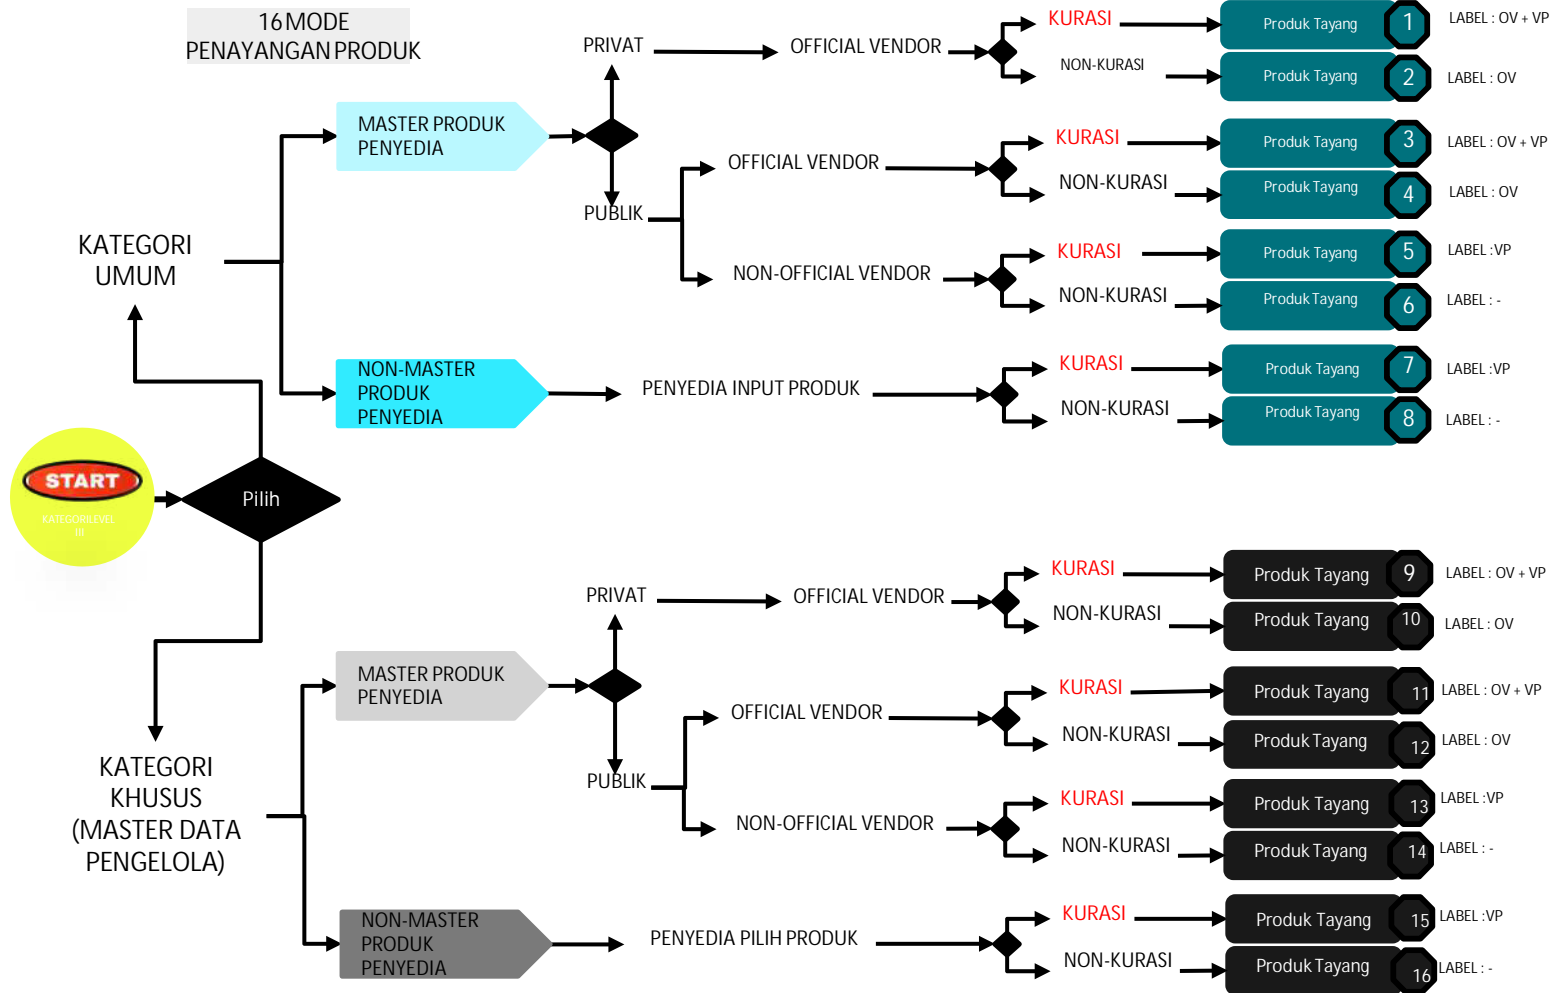 16 MODE
PENAYANGAN PRODUK
KATEGORI
UMUM
START
KATEGORI LEVEL
III
Pilih
KATEGORI
KHUSUS
(MASTER DATA
PENGELOLA)
MASTER PRODUK
PENYEDIA
PRIVAT
OFFICIAL VENDOR
KURASI
Produk Tayang
1
LABEL : OV + VP
NON-KURASI
Produk Tayang
2
LABEL : OV
PUBLIK
OFFICIAL VENDOR
KURASI
Produk Tayang
3
LABEL : OV + VP
NON-KURASI
Produk Tayang
4
LABEL : OV
NON-OFFICIAL VENDOR
KURASI
Produk Tayang
5
LABEL :VP
NON-KURASI
Produk Tayang
6
LABEL : -
NON-MASTER
PRODUK
PENYEDIA
PENYEDIA INPUT PRODUK
KURASI
Produk Tayang
7
LABEL :VP
NON-KURASI
Produk Tayang
8
LABEL : -
MASTER PRODUK
PENYEDIA
PRIVAT
OFFICIAL VENDOR
KURASI
Produk Tayang
9
LABEL : OV + VP
NON-KURASI
Produk Tayang
10
LABEL : OV
PUBLIK
OFFICIAL VENDOR
KURASI
Produk Tayang
11
LABEL : OV + VP
NON-KURASI
Produk Tayang
12
LABEL : OV
NON-OFFICIAL VENDOR
KURASI
Produk Tayang
13
LABEL :VP
NON-KURASI
Produk Tayang
14
LABEL : -
NON-MASTER
PRODUK
PENYEDIA
PENYEDIA PILIH PRODUK
KURASI
Produk Tayang
15
LABEL :VP
NON-KURASI
Produk Tayang
16
LABEL : -